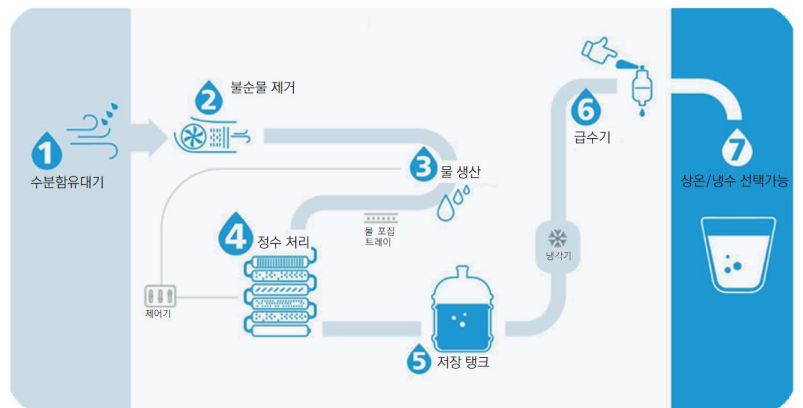 1
수분함유대기
2
불순물 제거
3
물 생산
물 포집
트레이
4
정수 처리
제어기
5
저장 탱크
냉각기
6
급수기
7
상온/냉수 선택가능